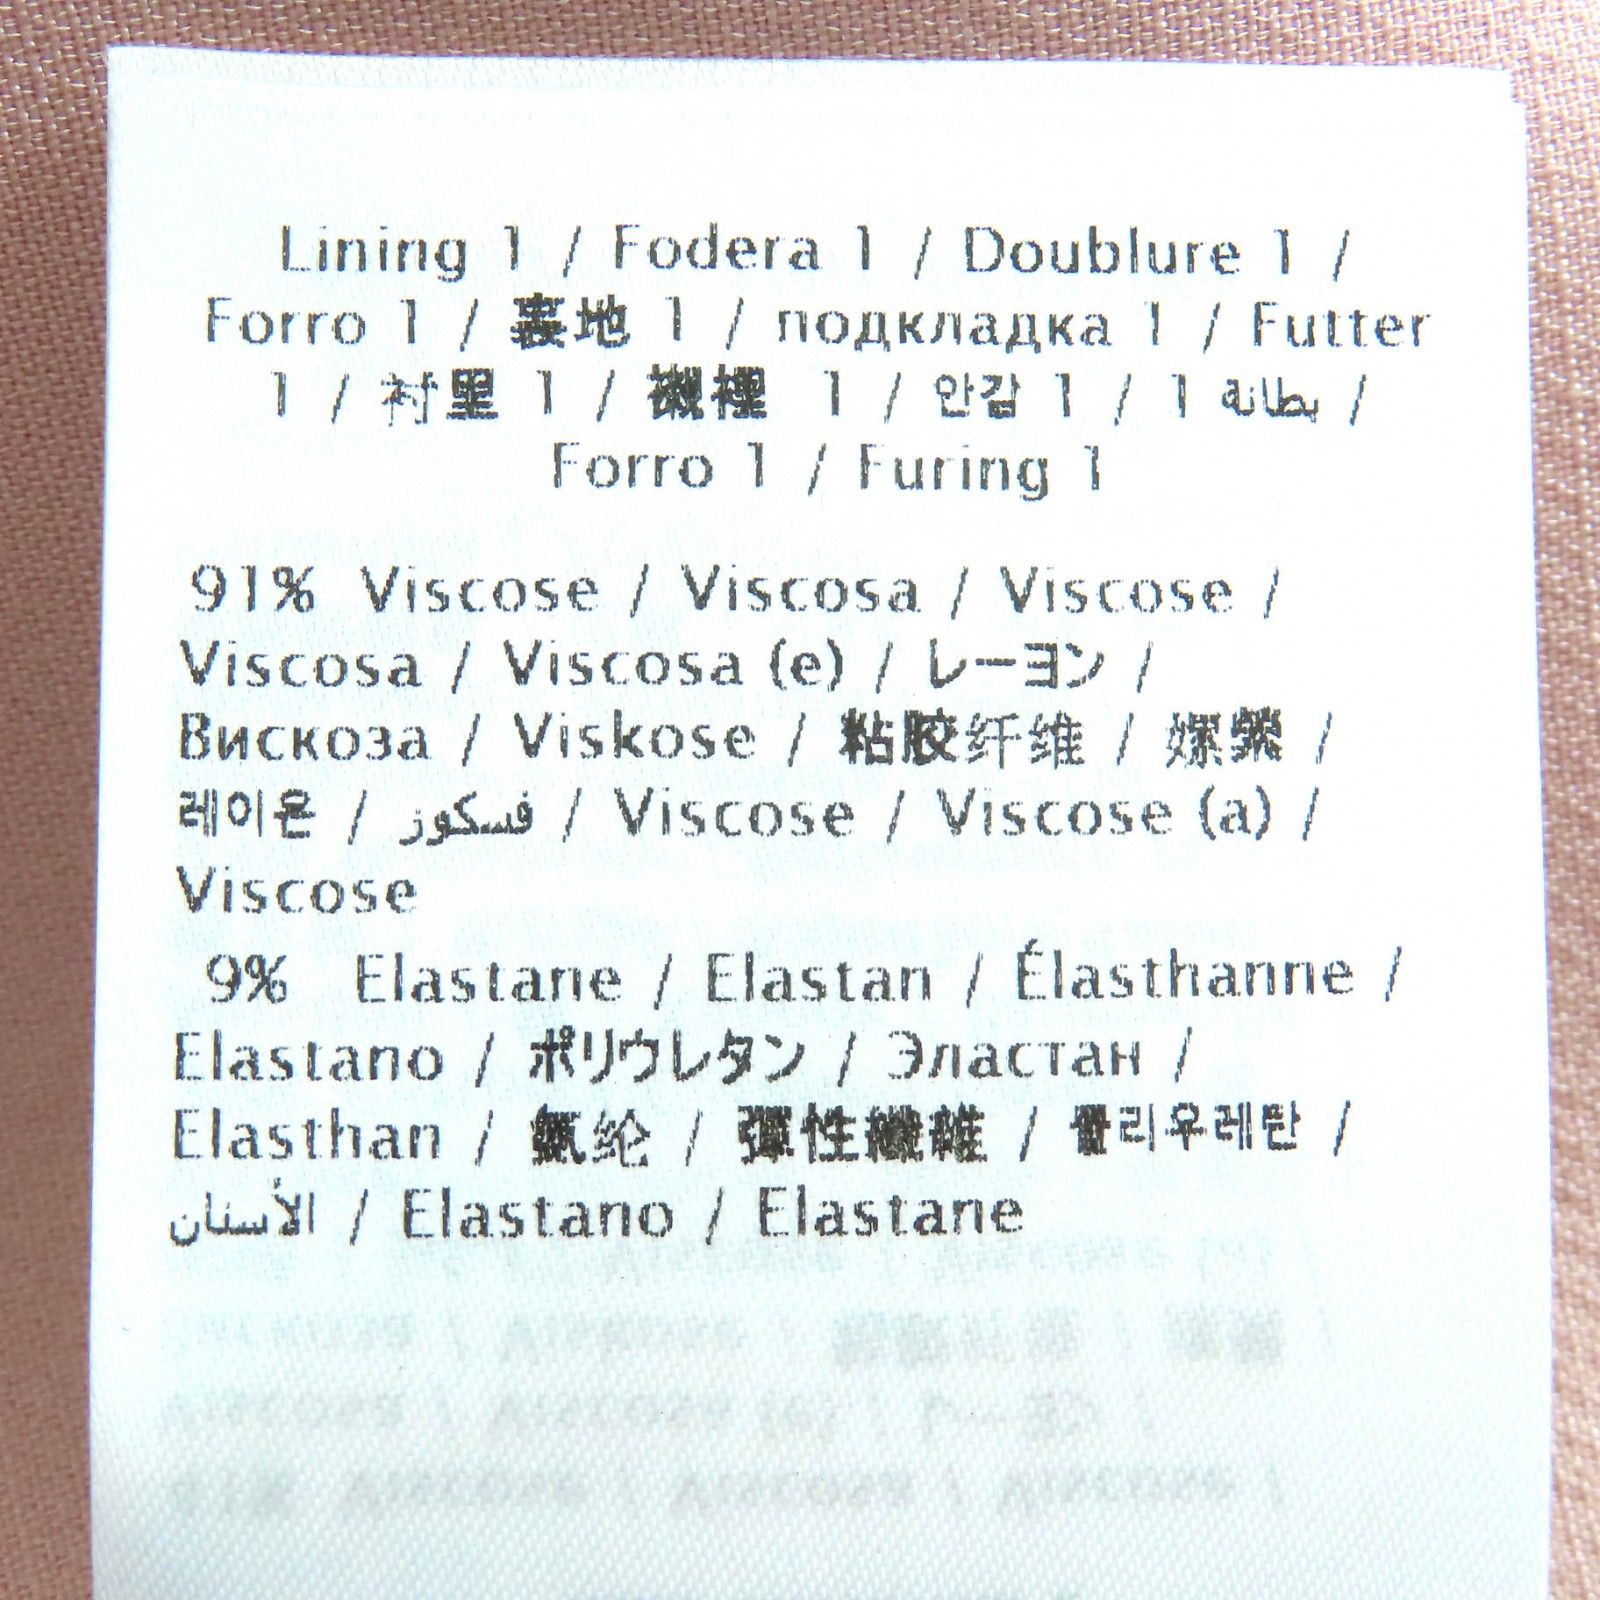 Lining 1 / Fodera 1 / Doublure 1 /
Forro 1 / 裏地 1 / подкладка 1 / Futter
1 / 衬里 1 / 襯裡 1 / 안감 1 / 1 بطانة /
Forro 1 / Furing 1
91% Viscose / Viscosa / Viscose /
Viscosa / Viscosa (e) / レーヨン /
Вискоза / Viskose / 粘胶纤维 / 嫘縈 /
레이온 / فسكوز / Viscose / Viscose (a) /
Viscose
9% Elastane / Elastan / Élasthanne /
Elastano / ポリウレタン / Эластан /
Elasthan / 氨纶 / 彈性纖維 / 폴리우레탄 /
الأستان / Elastano / Elastane